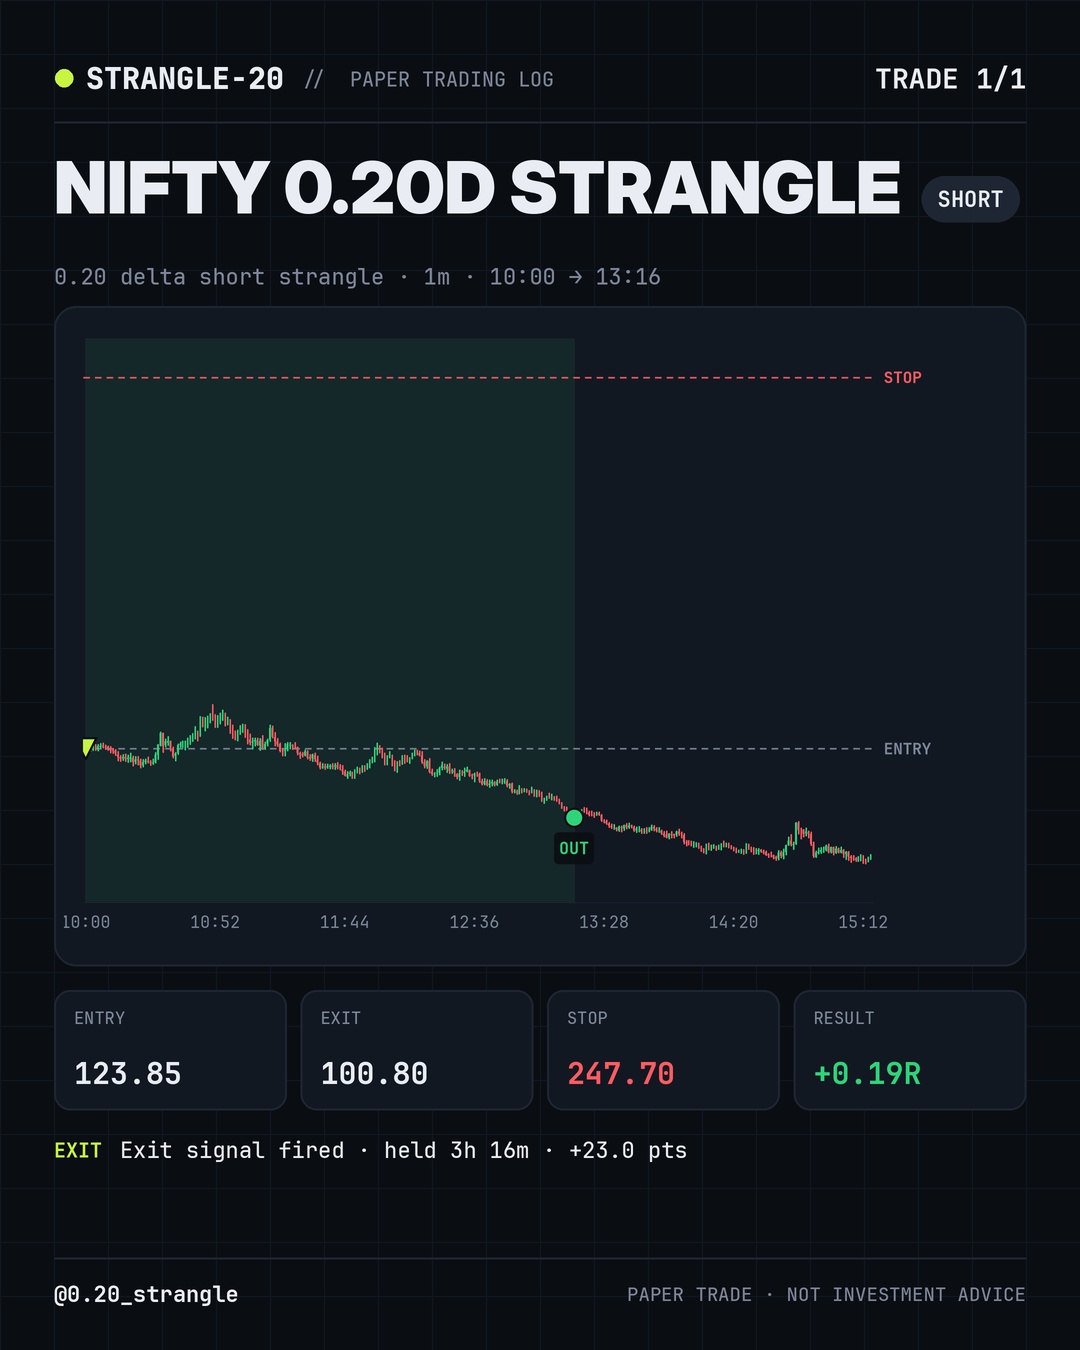 STRANGLE-20 // PAPER TRADING LOG
TRADE 1/1
NIFTY 0.20D STRANGLE
SHORT
0.20 delta short strangle · 1m · 10:00 → 13:16
STOP
ENTRY
OUT
10:00 10:52 11:44 12:36 13:28 14:20 15:12
ENTRY
123.85
EXIT
100.80
STOP
247.70
RESULT
+0.19R
EXIT Exit signal fired · held 3h 16m · +23.0 pts
@0.20_strangle
PAPER TRADE · NOT INVESTMENT ADVICE